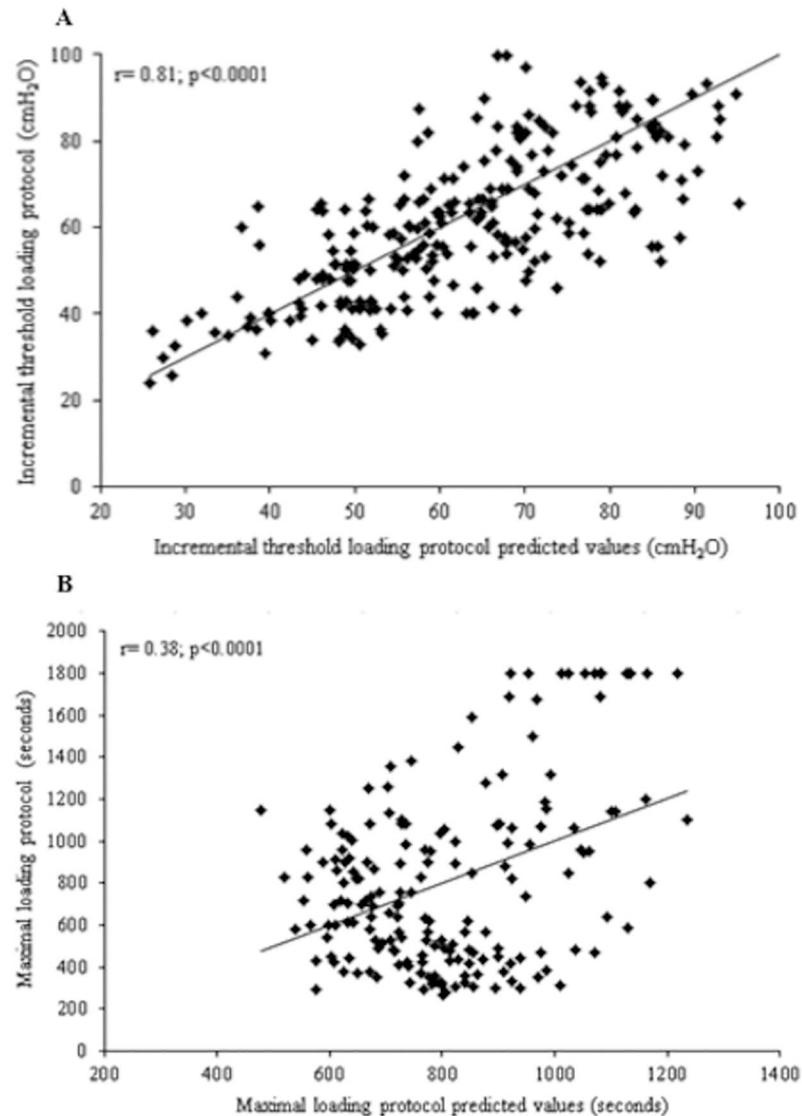 A
r= 0.81; p<0.0001
Incremental threshold loading protocol (cmH₂O)
100
80
60
40
20
0
20 30 40 50 60 70 80 90 100
Incremental threshold loading protocol predicted values (cmH₂O)
B
r= 0.38; p<0.0001
Maximal loading protocol (seconds)
2000
1800
1600
1400
1200
1000
800
600
400
200
0
200 400 600 800 1000 1200 1400
Maximal loading protocol predicted values (seconds)